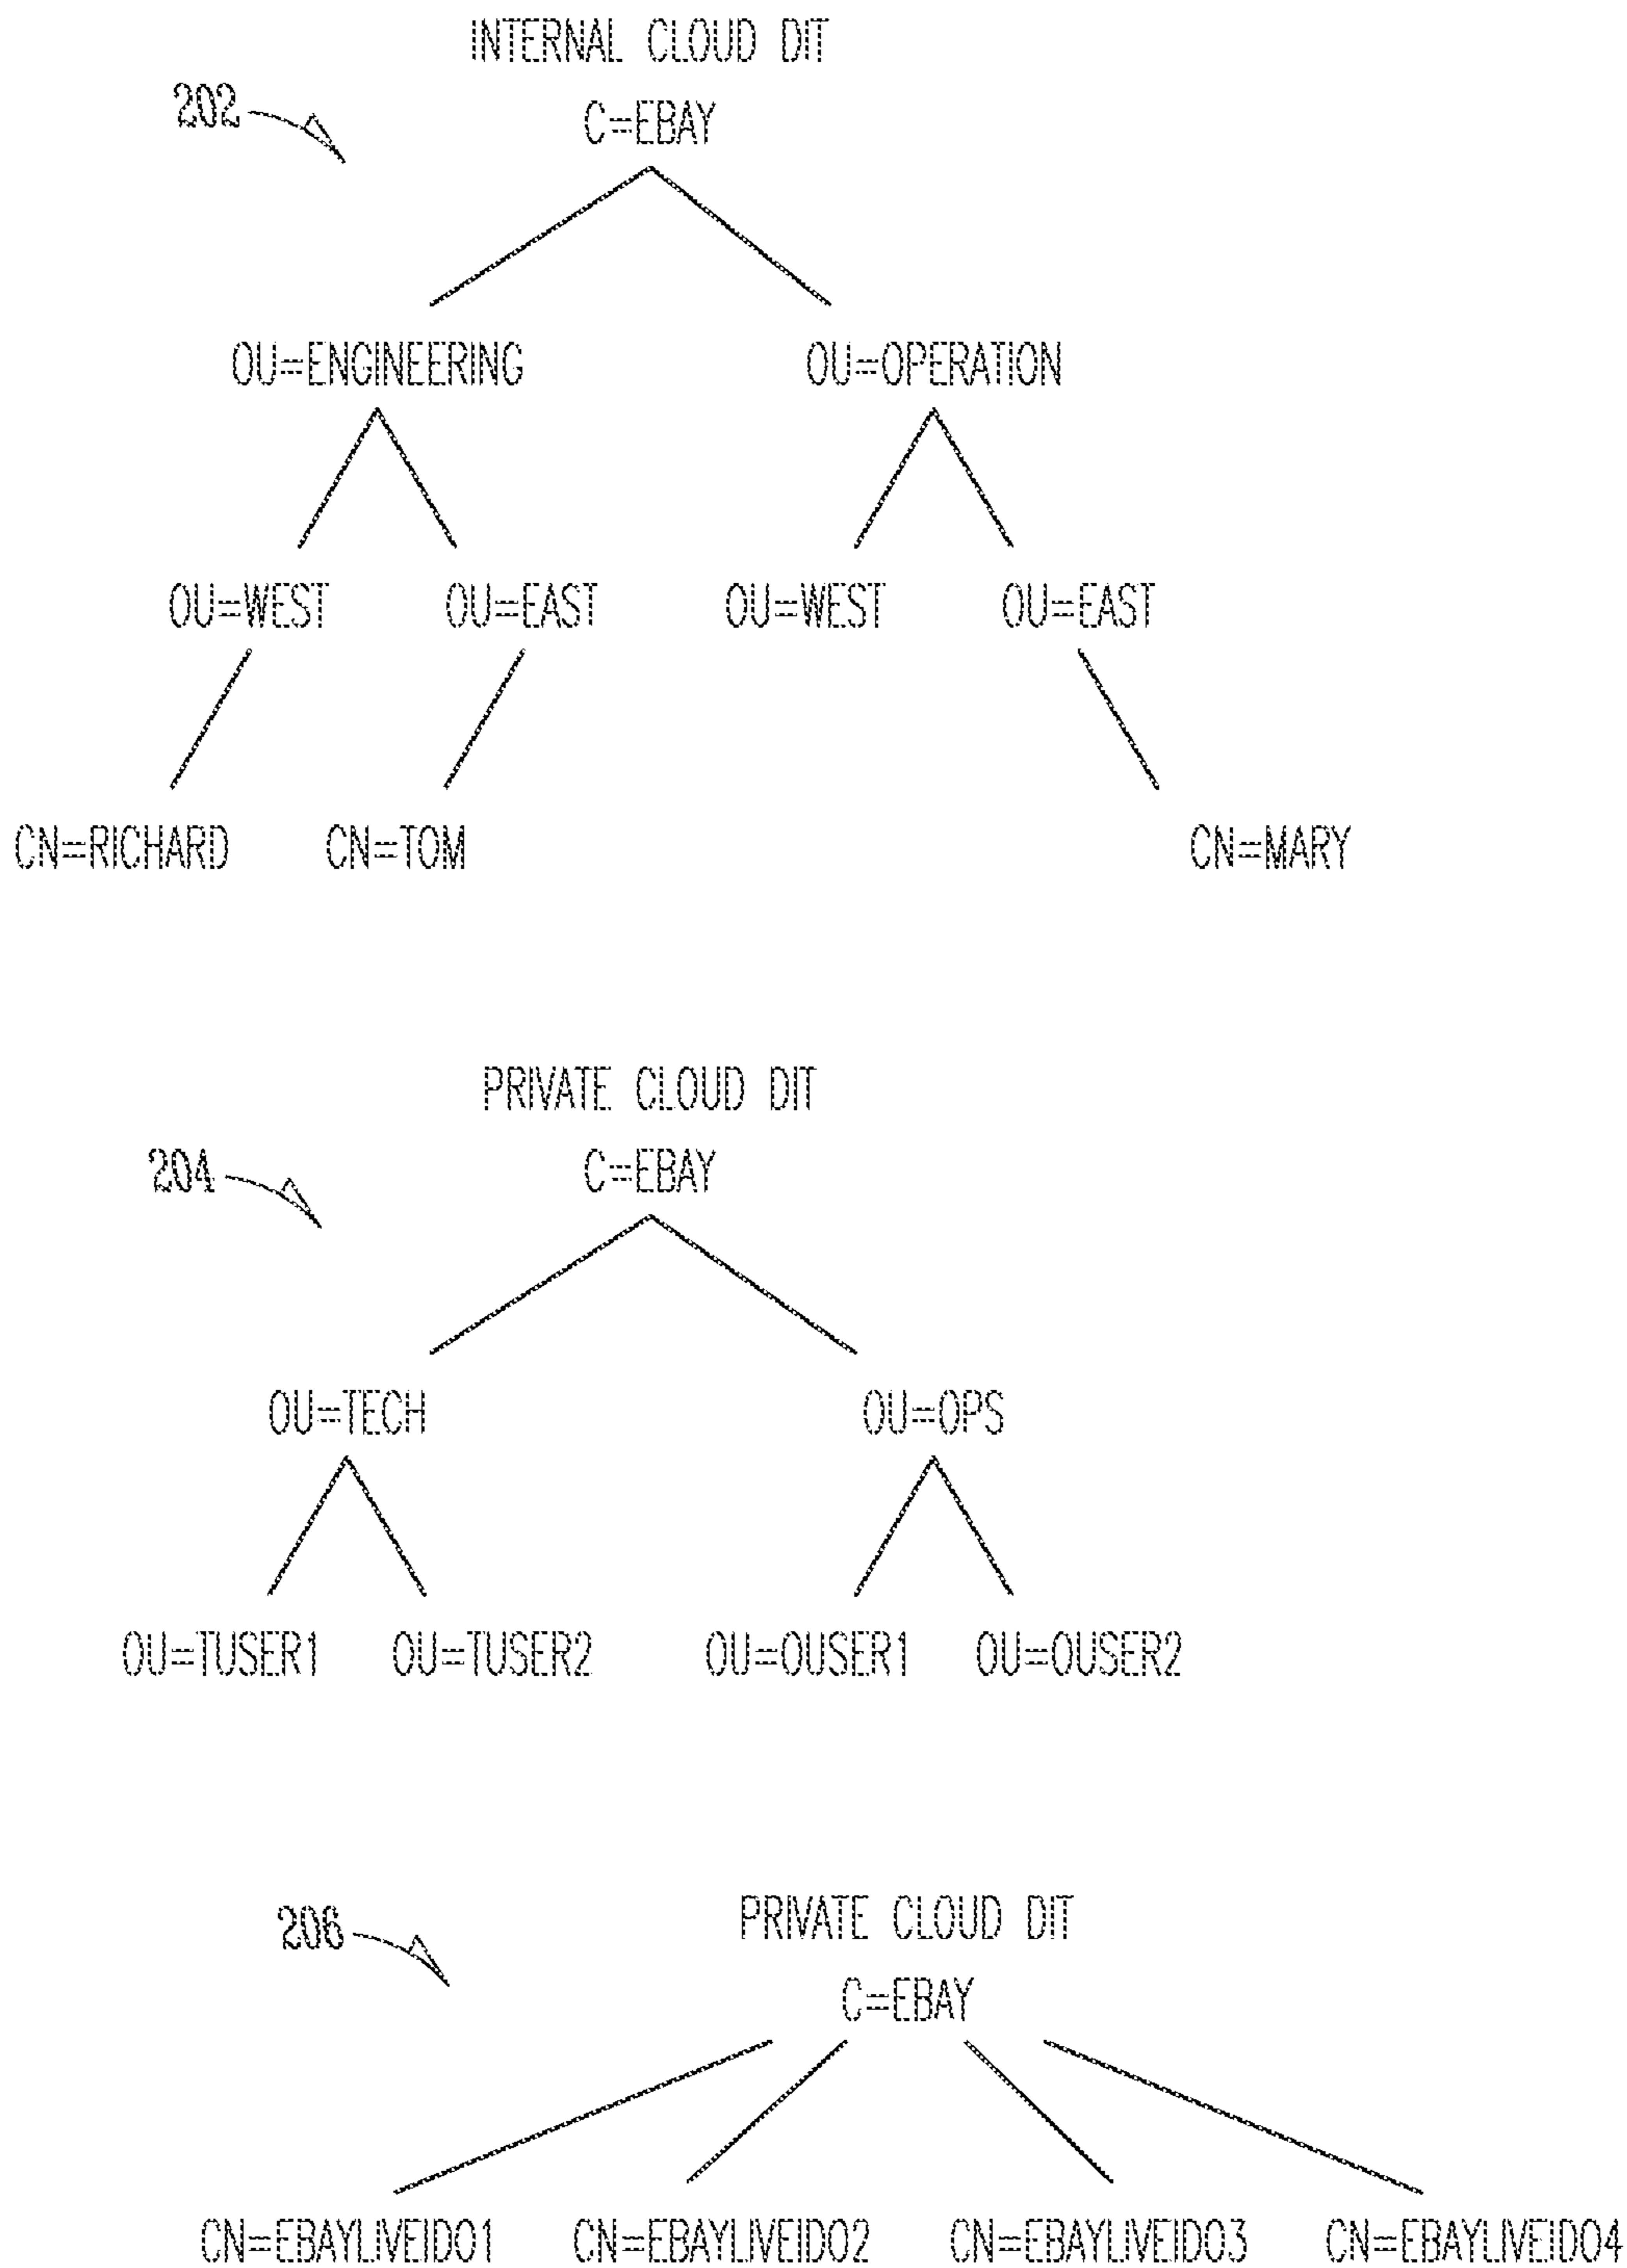 INTERNAL CLOUD DIT
202
C=EBAY
OU=ENGINEERING OU=OPERATION
OU=WEST OU=EAST OU=WEST OU=EAST
CN=RICHARD CN=TOM CN=MARY
PRIVATE CLOUD DIT
204
C=EBAY
OU=TECH OU=OPS
OU=TUSER1 OU=TUSER2 OU=OUSER1 OU=OUSER2
PRIVATE CLOUD DIT
206
C=EBAY
CN=EBAYLIVEID01 CN=EBAYLIVEID02 CN=EBAYLIVEID03 CN=EBAYLIVEID04